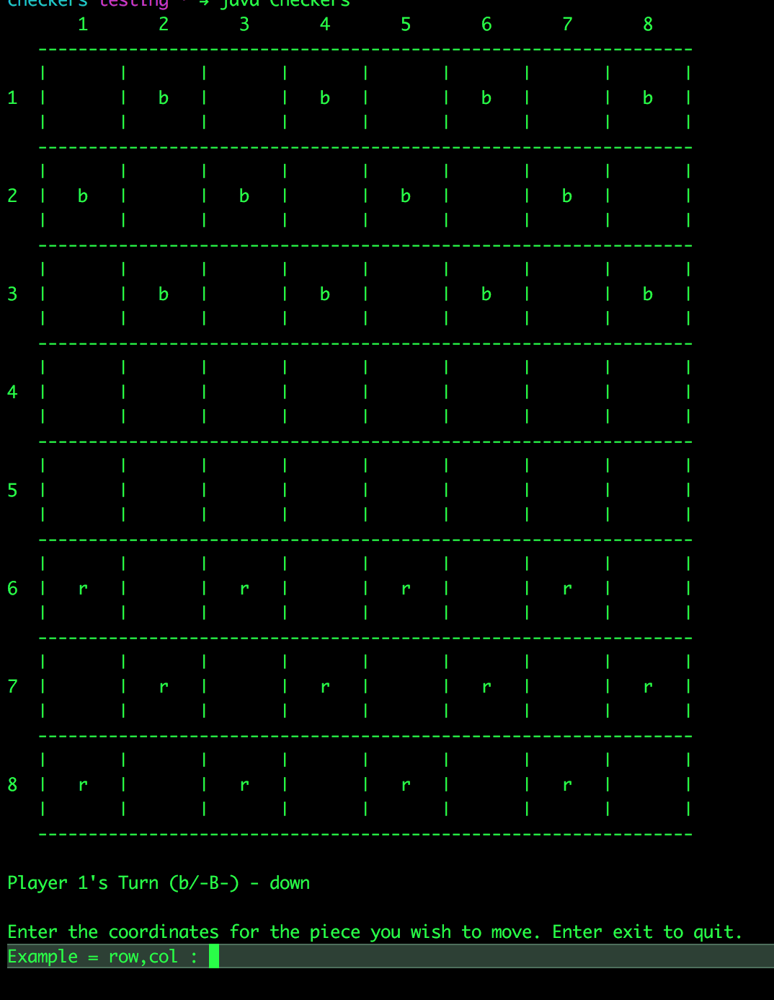 checkers testing * → java Checkers
1 2 3 4 5 6 7 8
---------------------------------------------------------------
| | | | | | | | |
1 | | b | | b | | b | | b |
| | | | | | | | |
---------------------------------------------------------------
| | | | | | | | |
2 | b | | b | | b | | b | |
| | | | | | | | |
---------------------------------------------------------------
| | | | | | | | |
3 | | b | | b | | b | | b |
| | | | | | | | |
---------------------------------------------------------------
| | | | | | | | |
4 | | | | | | | | |
| | | | | | | | |
---------------------------------------------------------------
| | | | | | | | |
5 | | | | | | | | |
| | | | | | | | |
---------------------------------------------------------------
| | | | | | | | |
6 | r | | r | | r | | r | |
| | | | | | | | |
---------------------------------------------------------------
| | | | | | | | |
7 | | r | | r | | r | | r |
| | | | | | | | |
---------------------------------------------------------------
| | | | | | | | |
8 | r | | r | | r | | r | |
| | | | | | | | |
---------------------------------------------------------------
Player 1's Turn (b/-B-) - down
Enter the coordinates for the piece you wish to move. Enter exit to quit.
Example = row,col :